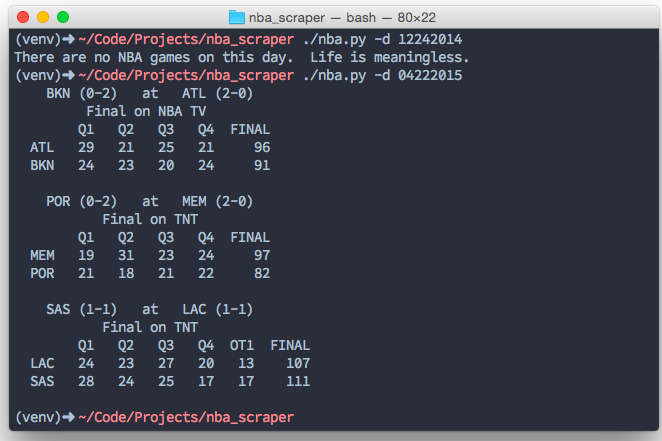 nba_scraper — bash — 80×22
(venv)➜ ~/Code/Projects/nba_scraper ./nba.py -d 12242014
There are no NBA games on this day.  Life is meaningless.
(venv)➜ ~/Code/Projects/nba_scraper ./nba.py -d 04222015
BKN (0-2)   at   ATL (2-0)
Final on NBA TV
Q1   Q2   Q3   Q4  FINAL
ATL   29   21   25   21     96
BKN   24   23   20   24     91
POR (0-2)   at   MEM (2-0)
Final on TNT
Q1   Q2   Q3   Q4  FINAL
MEM   19   31   23   24     97
POR   21   18   21   22     82
SAS (1-1)   at   LAC (1-1)
Final on TNT
Q1   Q2   Q3   Q4  OT1  FINAL
LAC   24   23   27   20   13    107
SAS   28   24   25   17   17    111
(venv)➜ ~/Code/Projects/nba_scraper